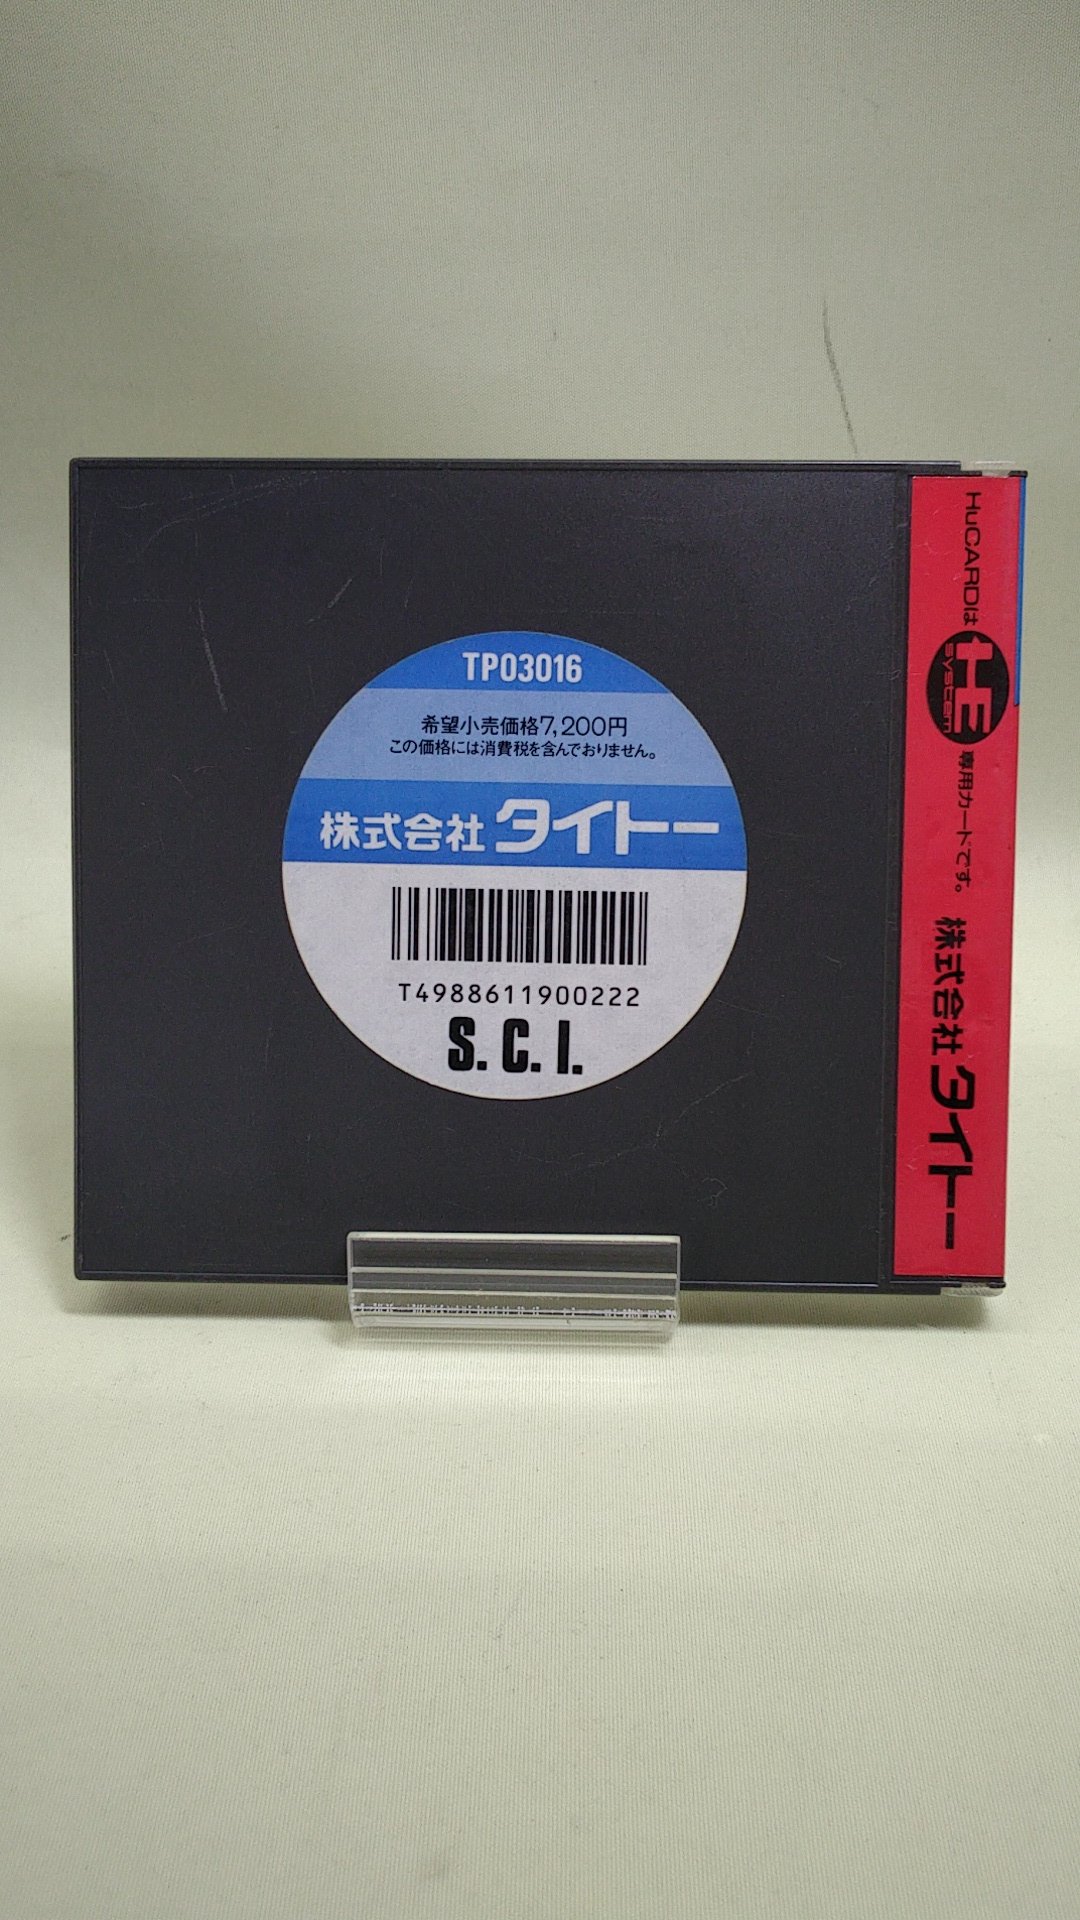 TP03016
希望小売価格7,200円
この価格には消費税を含んでおりません。
株式会社 タイトー
T4988611900222
S. C. I.
HuCARDは HE SYSTEM 専用カードです。 株式会社 タイトー